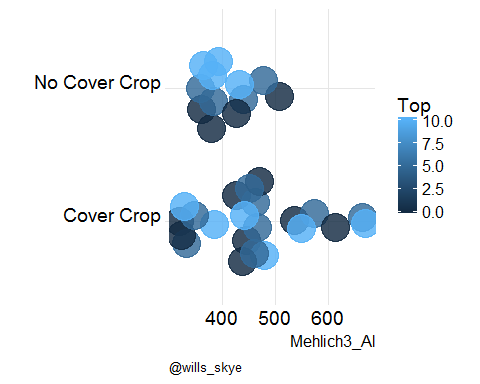 No Cover Crop
Cover Crop
400 500 600
Mehlich3_Al
Top
10.0
7.5
5.0
2.5
0.0
@wills_skye